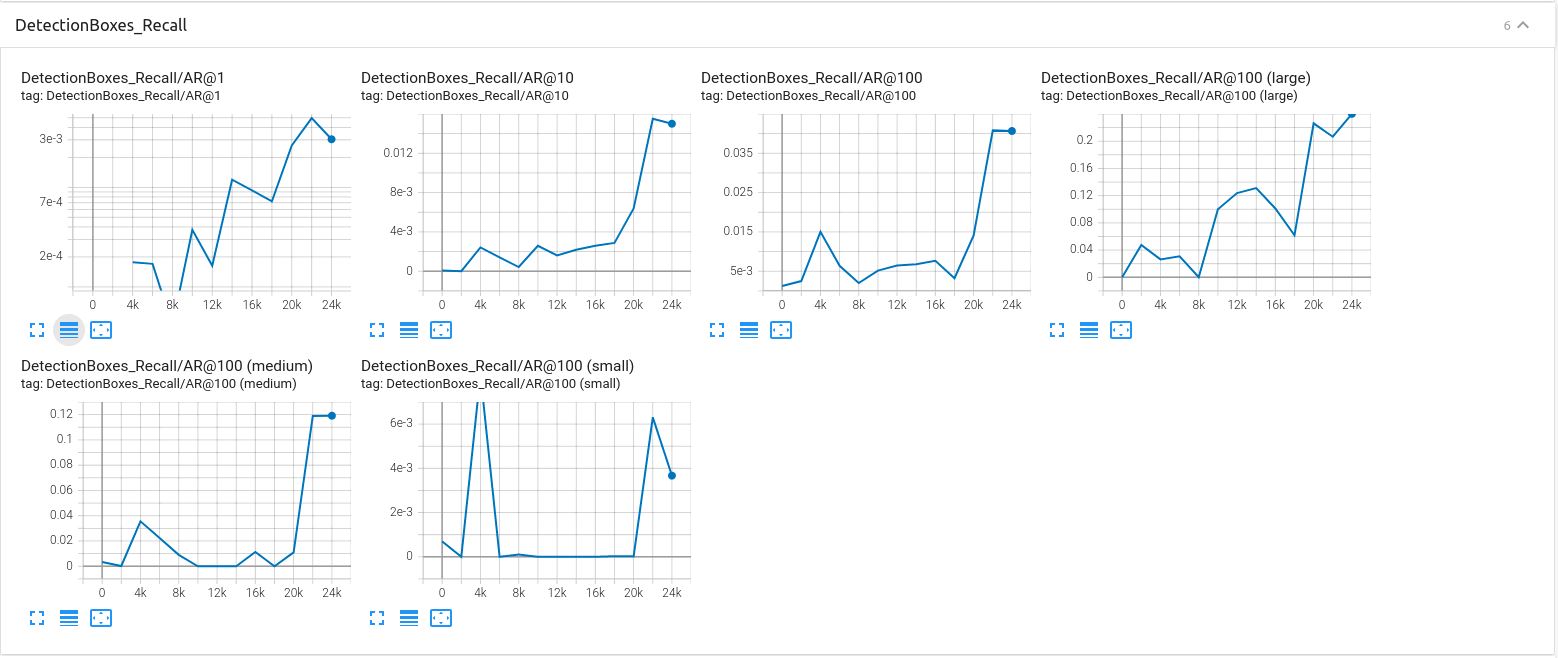 DetectionBoxes_Recall 6
DetectionBoxes_Recall/AR@1
tag: DetectionBoxes_Recall/AR@1
3e-3
7e-4
2e-4
0 4k 8k 12k 16k 20k 24k
DetectionBoxes_Recall/AR@10
tag: DetectionBoxes_Recall/AR@10
0.012
8e-3
4e-3
0
0 4k 8k 12k 16k 20k 24k
DetectionBoxes_Recall/AR@100
tag: DetectionBoxes_Recall/AR@100
0.035
0.025
0.015
5e-3
0 4k 8k 12k 16k 20k 24k
DetectionBoxes_Recall/AR@100 (large)
tag: DetectionBoxes_Recall/AR@100 (large)
0.2
0.16
0.12
0.08
0.04
0
0 4k 8k 12k 16k 20k 24k
DetectionBoxes_Recall/AR@100 (medium)
tag: DetectionBoxes_Recall/AR@100 (medium)
0.12
0.1
0.08
0.06
0.04
0.02
0
0 4k 8k 12k 16k 20k 24k
DetectionBoxes_Recall/AR@100 (small)
tag: DetectionBoxes_Recall/AR@100 (small)
6e-3
4e-3
2e-3
0
0 4k 8k 12k 16k 20k 24k